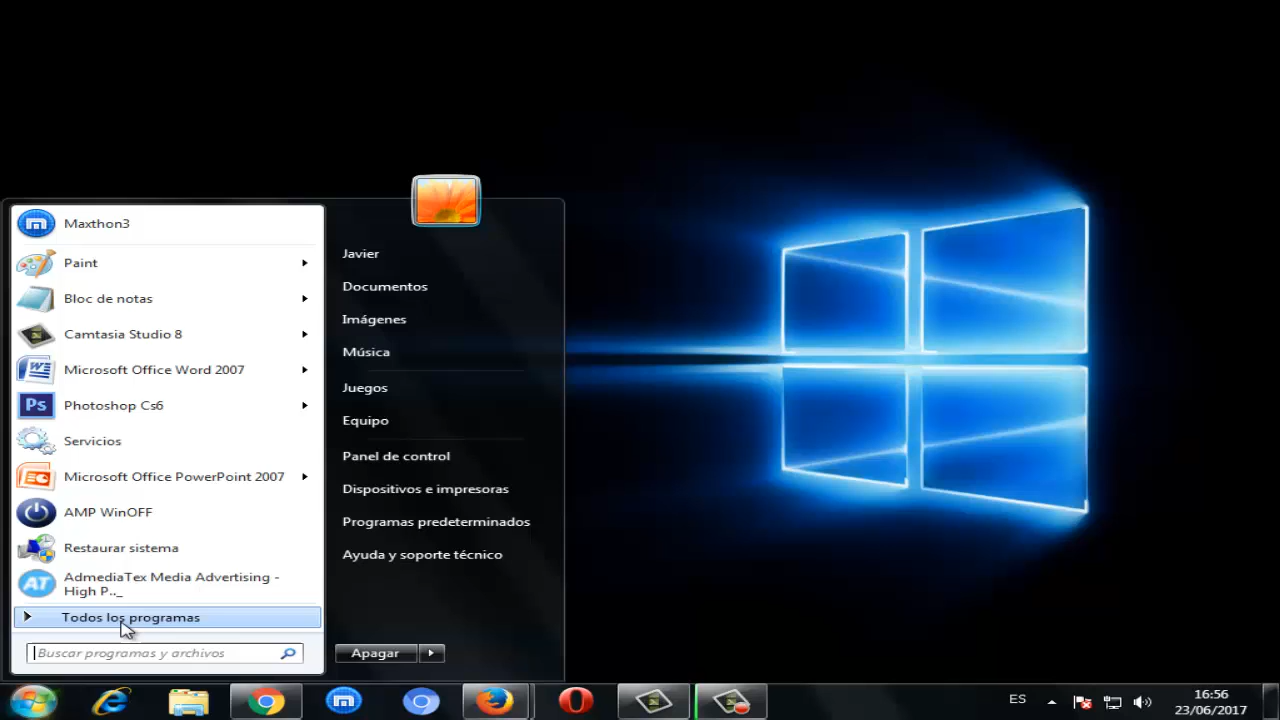 Maxthon3
Paint
Bloc de notas
Camtasia Studio 8
Microsoft Office Word 2007
Ps
Photoshop Cs6
Servicios
Microsoft Office PowerPoint 2007
AMP WinOFF
Restaurar sistema
AT
AdmediaTex Media Advertising -
High P.._
Todos los programas
Buscar programas y archivos
Javier
Documentos
Imágenes
Música
Juegos
Equipo
Panel de control
Dispositivos e impresoras
Programas predeterminados
Ayuda y soporte técnico
Apagar
ES
16:56
23/06/2017